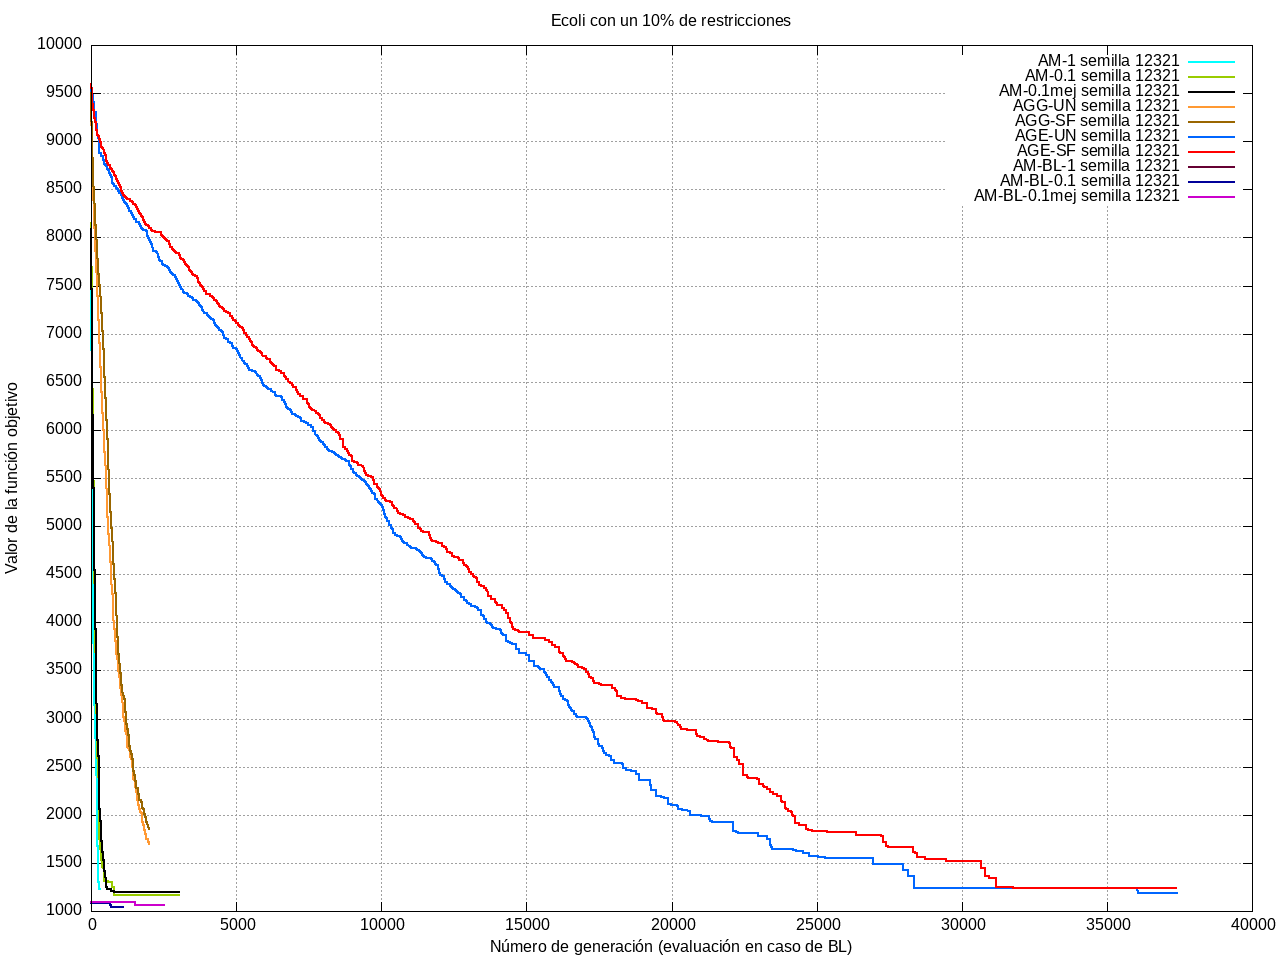 Ecoli con un 10% de restricciones
10000
9500
9000
8500
8000
7500
7000
6500
6000
5500
5000
4500
4000
3500
3000
2500
2000
1500
1000
Valor de la función objetivo
AM-1 semilla 12321
AM-0.1 semilla 12321
AM-0.1mej semilla 12321
AGG-UN semilla 12321
AGG-SF semilla 12321
AGE-UN semilla 12321
AGE-SF semilla 12321
AM-BL-1 semilla 12321
AM-BL-0.1 semilla 12321
AM-BL-0.1mej semilla 12321
0 5000 10000 15000 20000 25000 30000 35000 40000
Número de generación (evaluación en caso de BL)